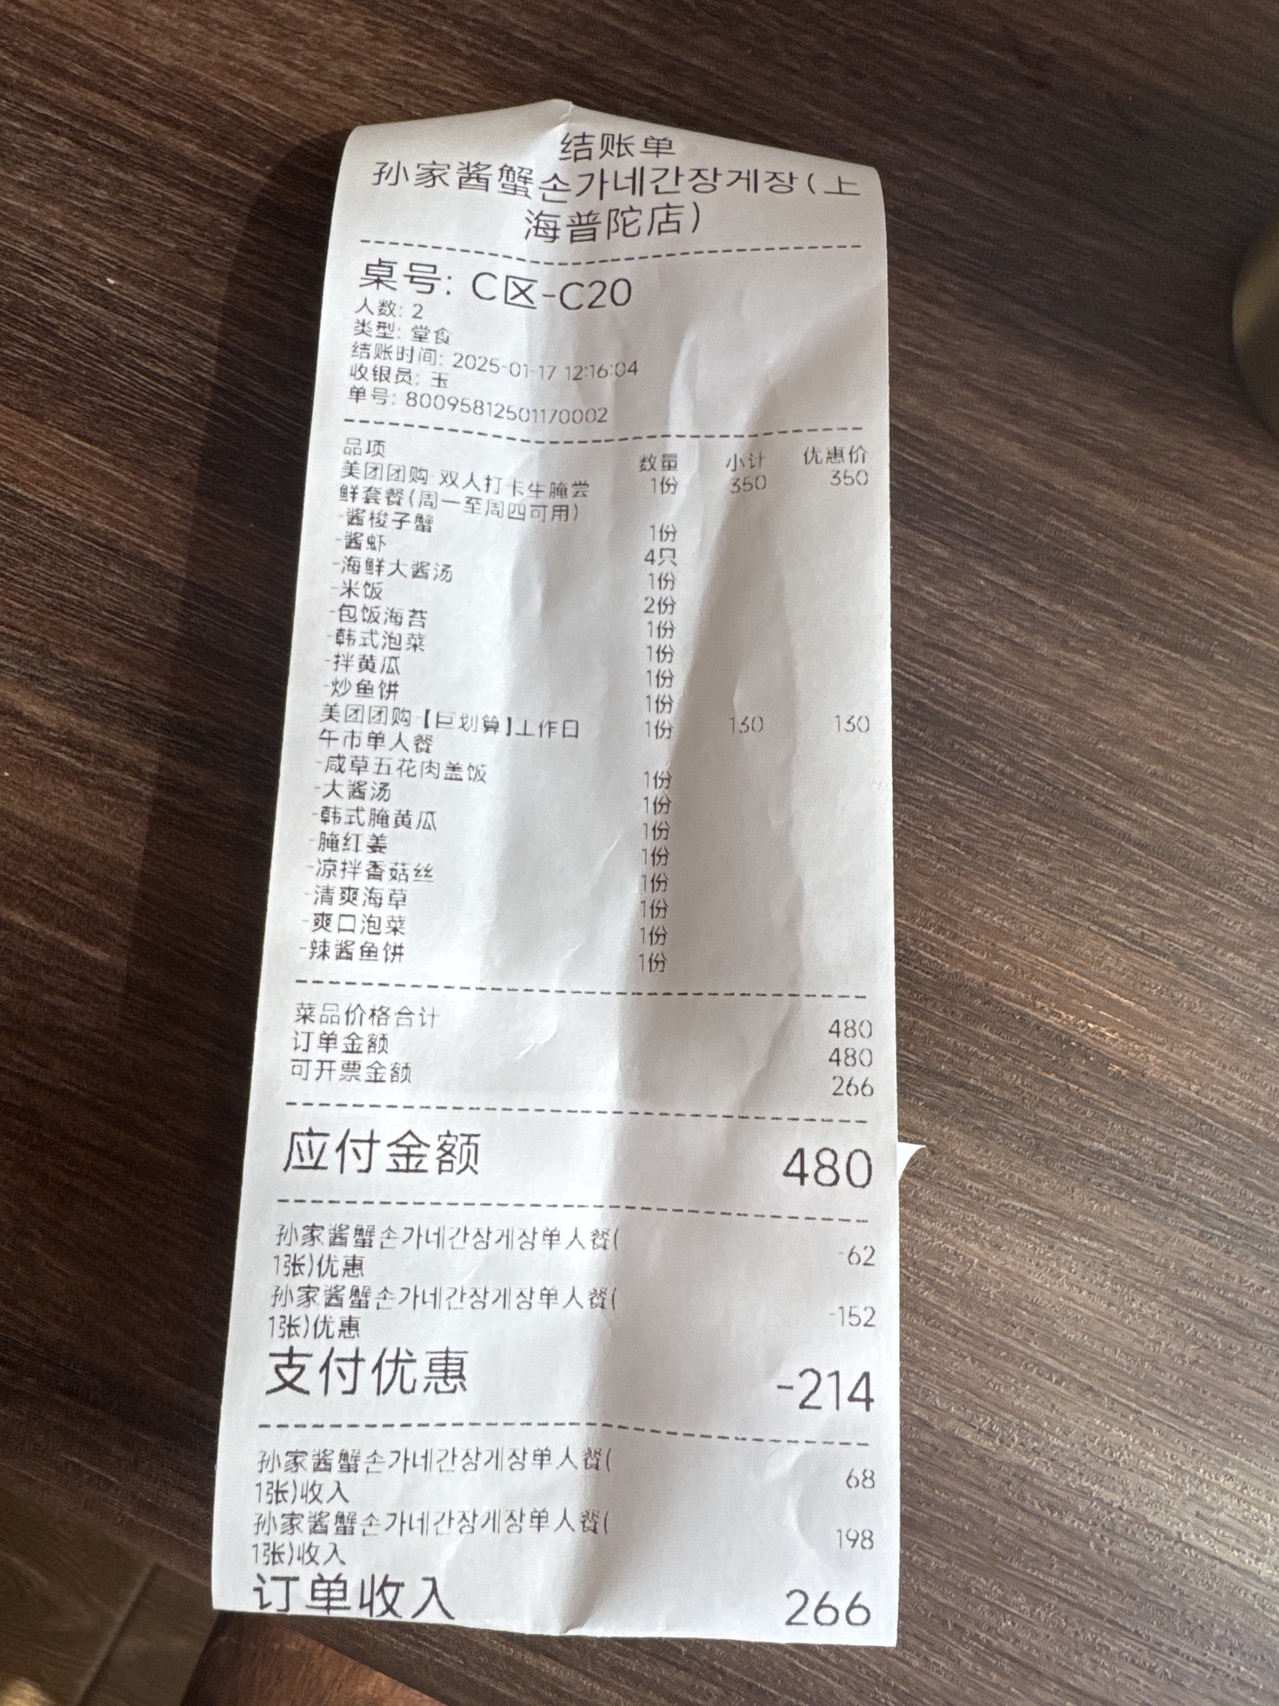 结账单
孙家酱蟹손가네간장게장(上
海普陀店)
桌号: C区-C20
人数: 2
类型: 堂食
结账时间: 2025-01-17 12:16:04
收银员: 玉
单号: 80095812501170002
品项 数量 小计 优惠价
美团团购-双人打卡生腌尝 1份 350 350
鲜套餐(周一至周四可用)
-酱梭子蟹 1份
-酱虾 4只
-海鲜大酱汤 1份
-米饭 2份
-包饭海苔 1份
-韩式泡菜 1份
-拌黄瓜 1份
-炒鱼饼 1份
美团团购-【巨划算】工作日 1份 130 130
午市单人餐
-咸草五花肉盖饭 1份
-大酱汤 1份
-韩式腌黄瓜 1份
-腌红姜 1份
-凉拌香菇丝 1份
-清爽海草 1份
-爽口泡菜 1份
-辣酱鱼饼 1份
菜品价格合计 480
订单金额 480
可开票金额 266
应付金额 480
孙家酱蟹손가네간장게장单人餐( -62
1张)优惠
孙家酱蟹손가네간장게장单人餐( -152
1张)优惠
支付优惠 -214
孙家酱蟹손가네간장게장单人餐( 68
1张)收入
孙家酱蟹손가네간장게장单人餐( 198
1张)收入
订单收入 266